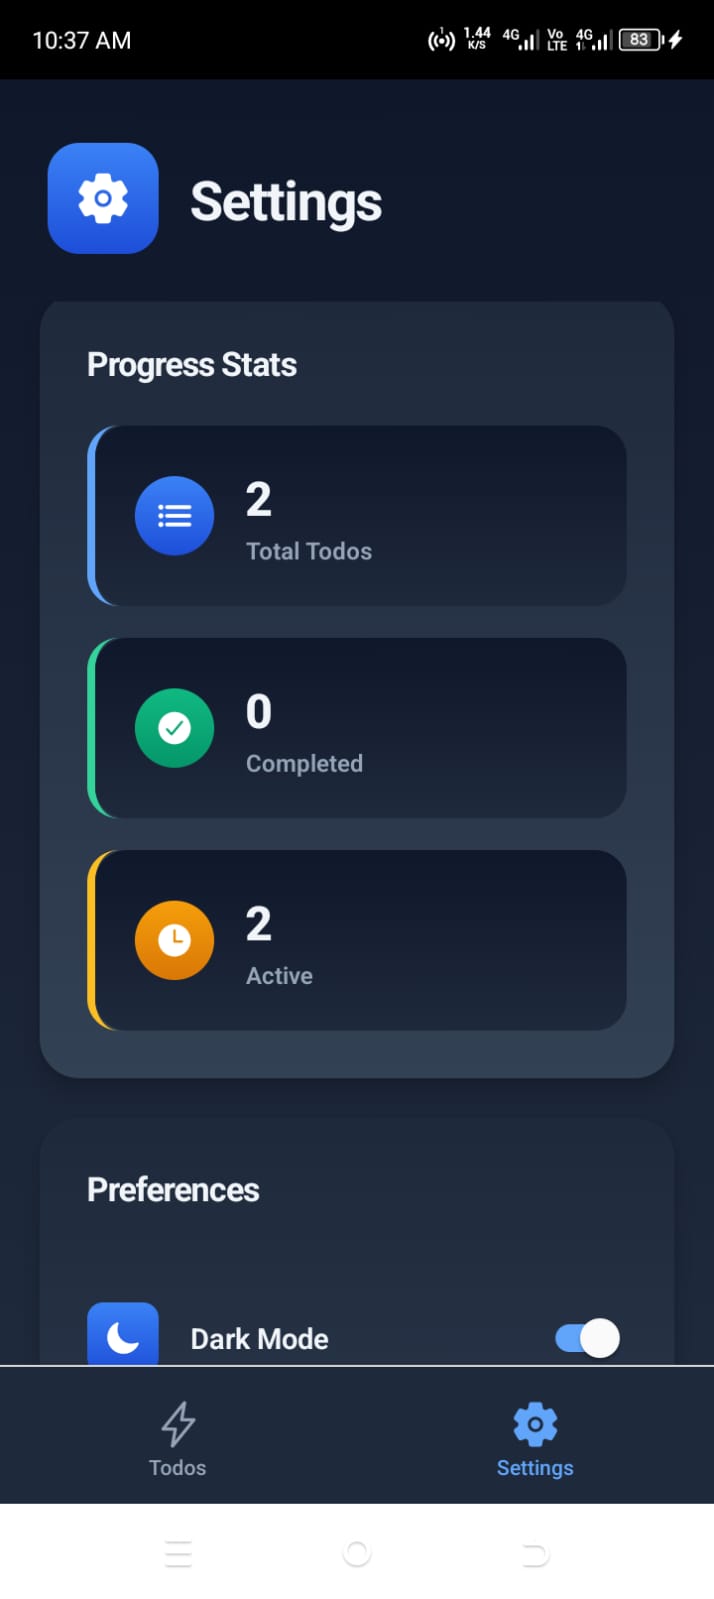 10:37 AM
1
1.44
K/S
4G
Vo
LTE
4G
83
Settings
Progress Stats
2
Total Todos
0
Completed
2
Active
Preferences
Dark Mode
Todos
Settings